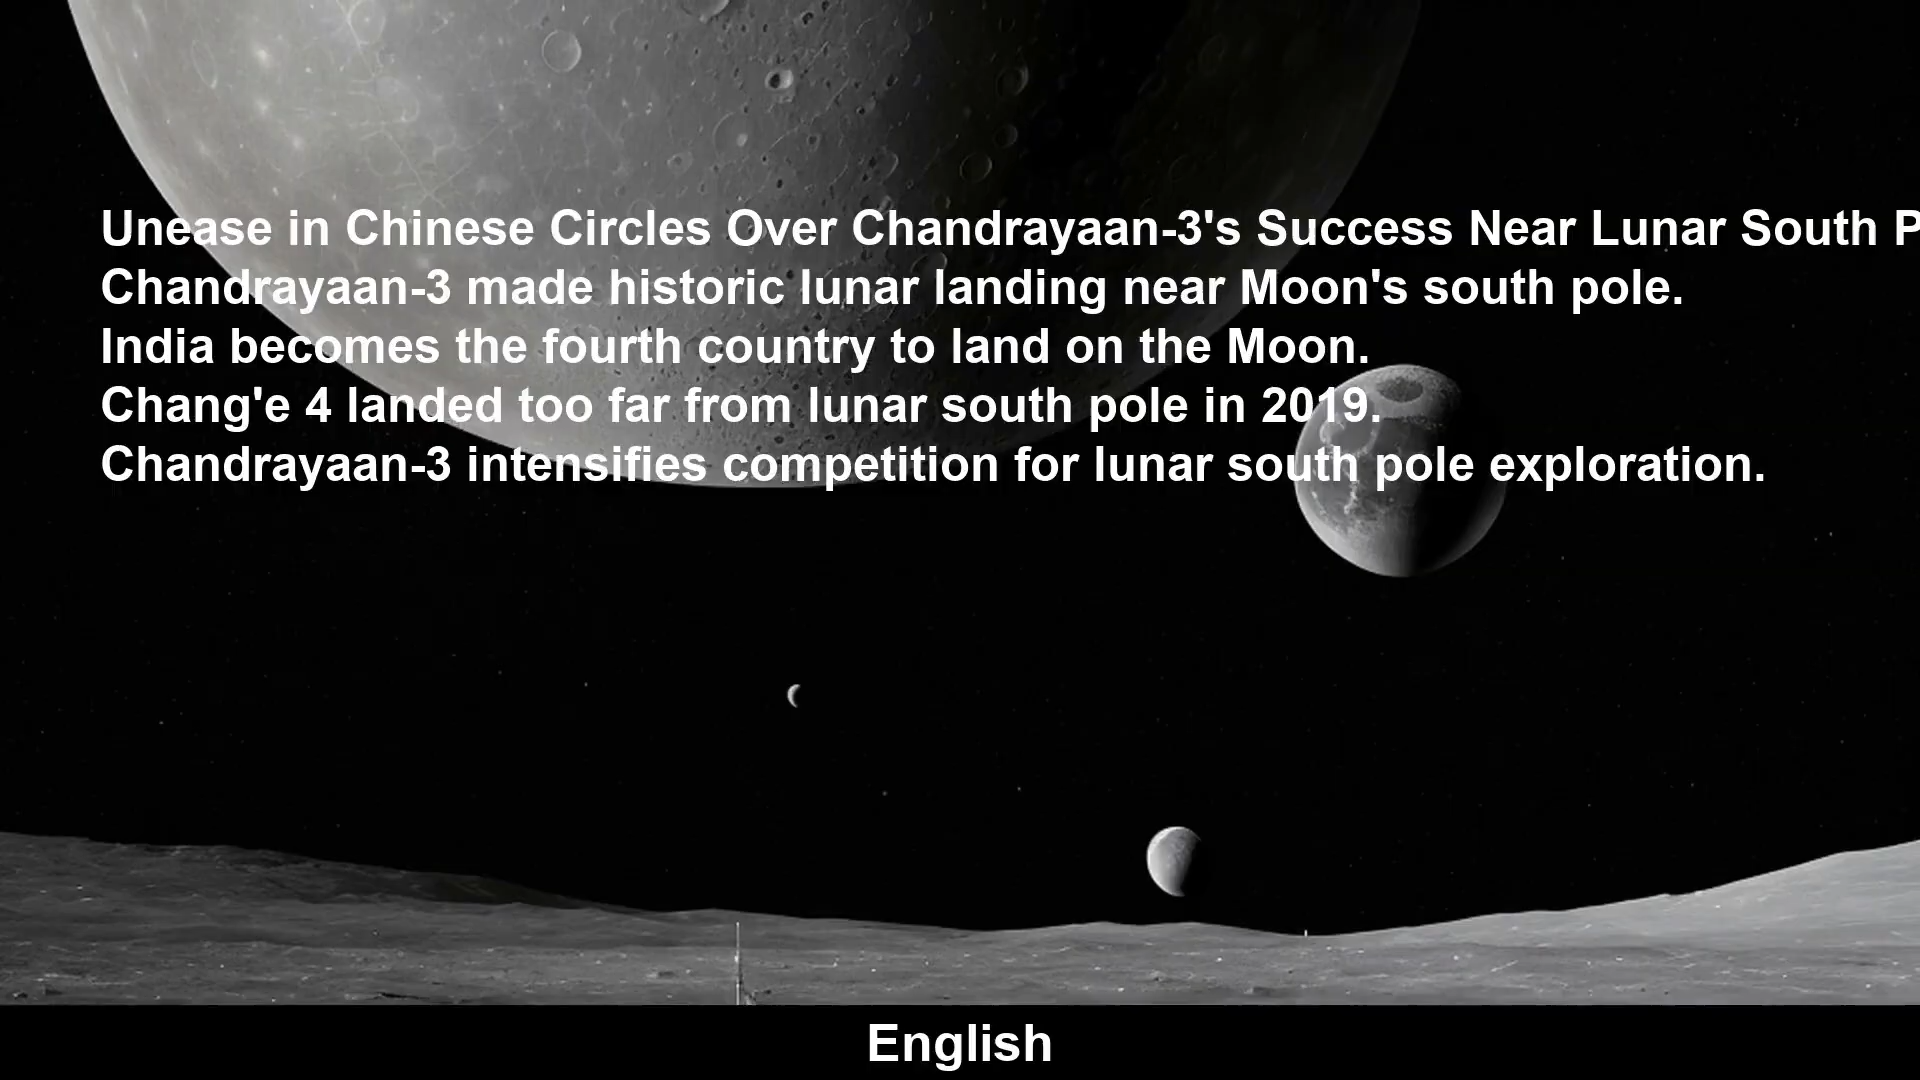 Unease in Chinese Circles Over Chandrayaan-3's Success Near Lunar South P
Chandrayaan-3 made historic lunar landing near Moon's south pole.
India becomes the fourth country to land on the Moon.
Chang'e 4 landed too far from lunar south pole in 2019.
Chandrayaan-3 intensifies competition for lunar south pole exploration.
English